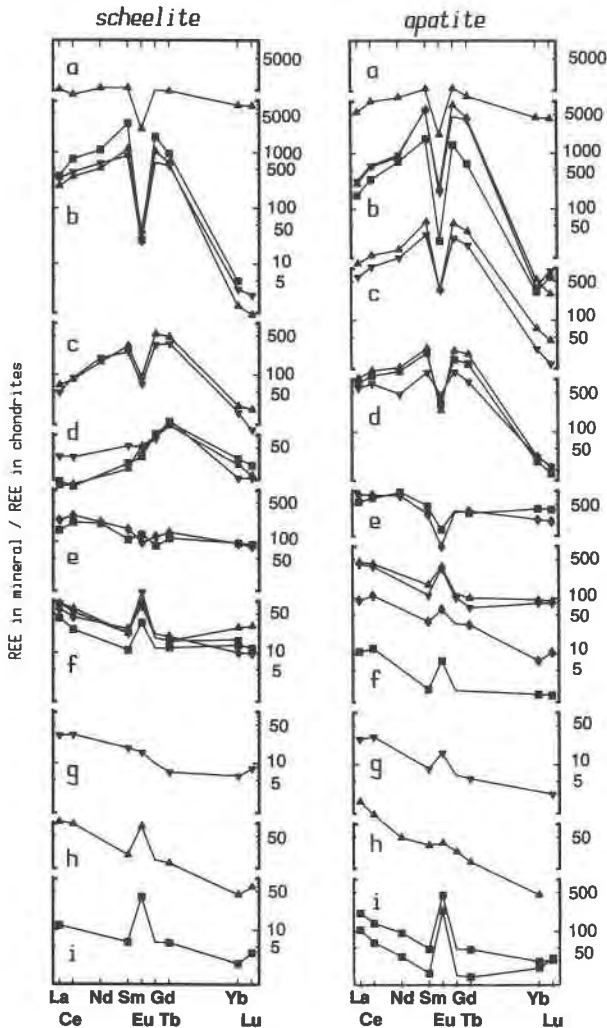 scheelite apatite
a a
5000 5000
b b
5000 5000
1000 1000
500 500
100 100
50 50
10
5
c c
500 500
100 100
50 50
d d
50 500
100
50
e e
500 500
100
50
f f
50 500
10 100
5 50
10
5
g g
50 50
10 10
5 5
h h
50 50
i i
50 500
10 100
5 50
REE in mineral / REE in chondrites
La Nd Sm Gd Yb La Nd Sm Gd Yb
Ce Eu Tb Lu Ce Eu Tb Lu